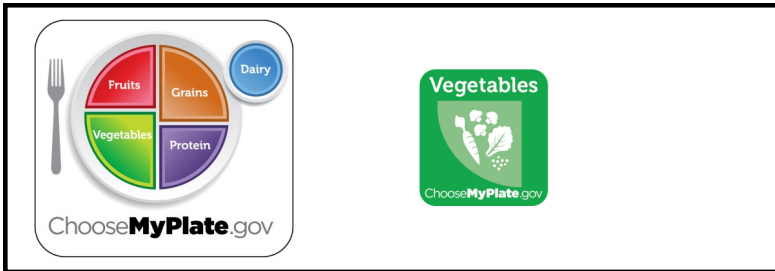 Fruits
Grains
Dairy
Vegetables
Protein
ChooseMyPlate.gov
Vegetables
ChooseMyPlate.gov